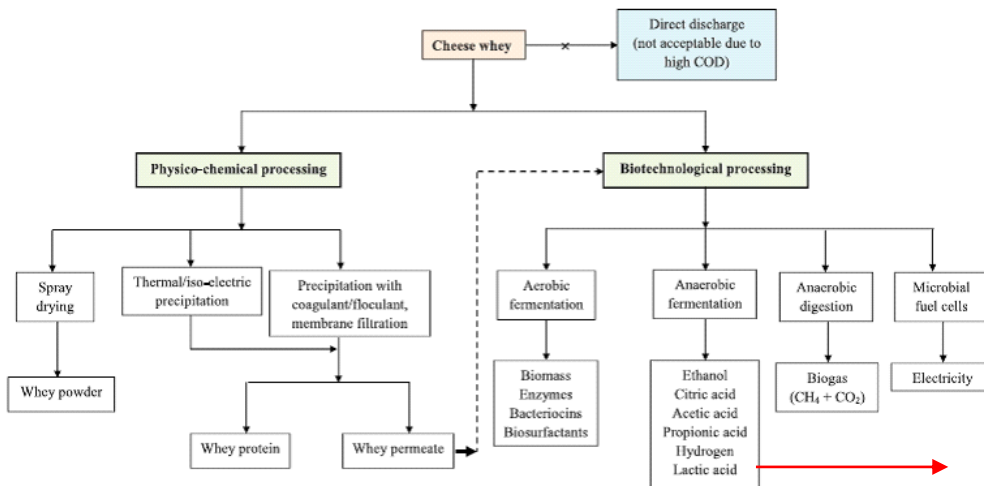 Cheese whey
Direct discharge
(not acceptable due to
high COD)
Physico-chemical processing
Biotechnological processing
Spray
drying
Thermal/iso-electric
precipitation
Precipitation with
coagulant/floculant,
membrane filtration
Aerobic
fermentation
Anaerobic
fermentation
Anaerobic
digestion
Microbial
fuel cells
Whey powder
Whey protein
Whey permeate
Biomass
Enzymes
Bacteriocins
Biosurfactants
Ethanol
Citric acid
Acetic acid
Propionic acid
Hydrogen
Lactic acid
Biogas
(CH₄ + CO₂)
Electricity